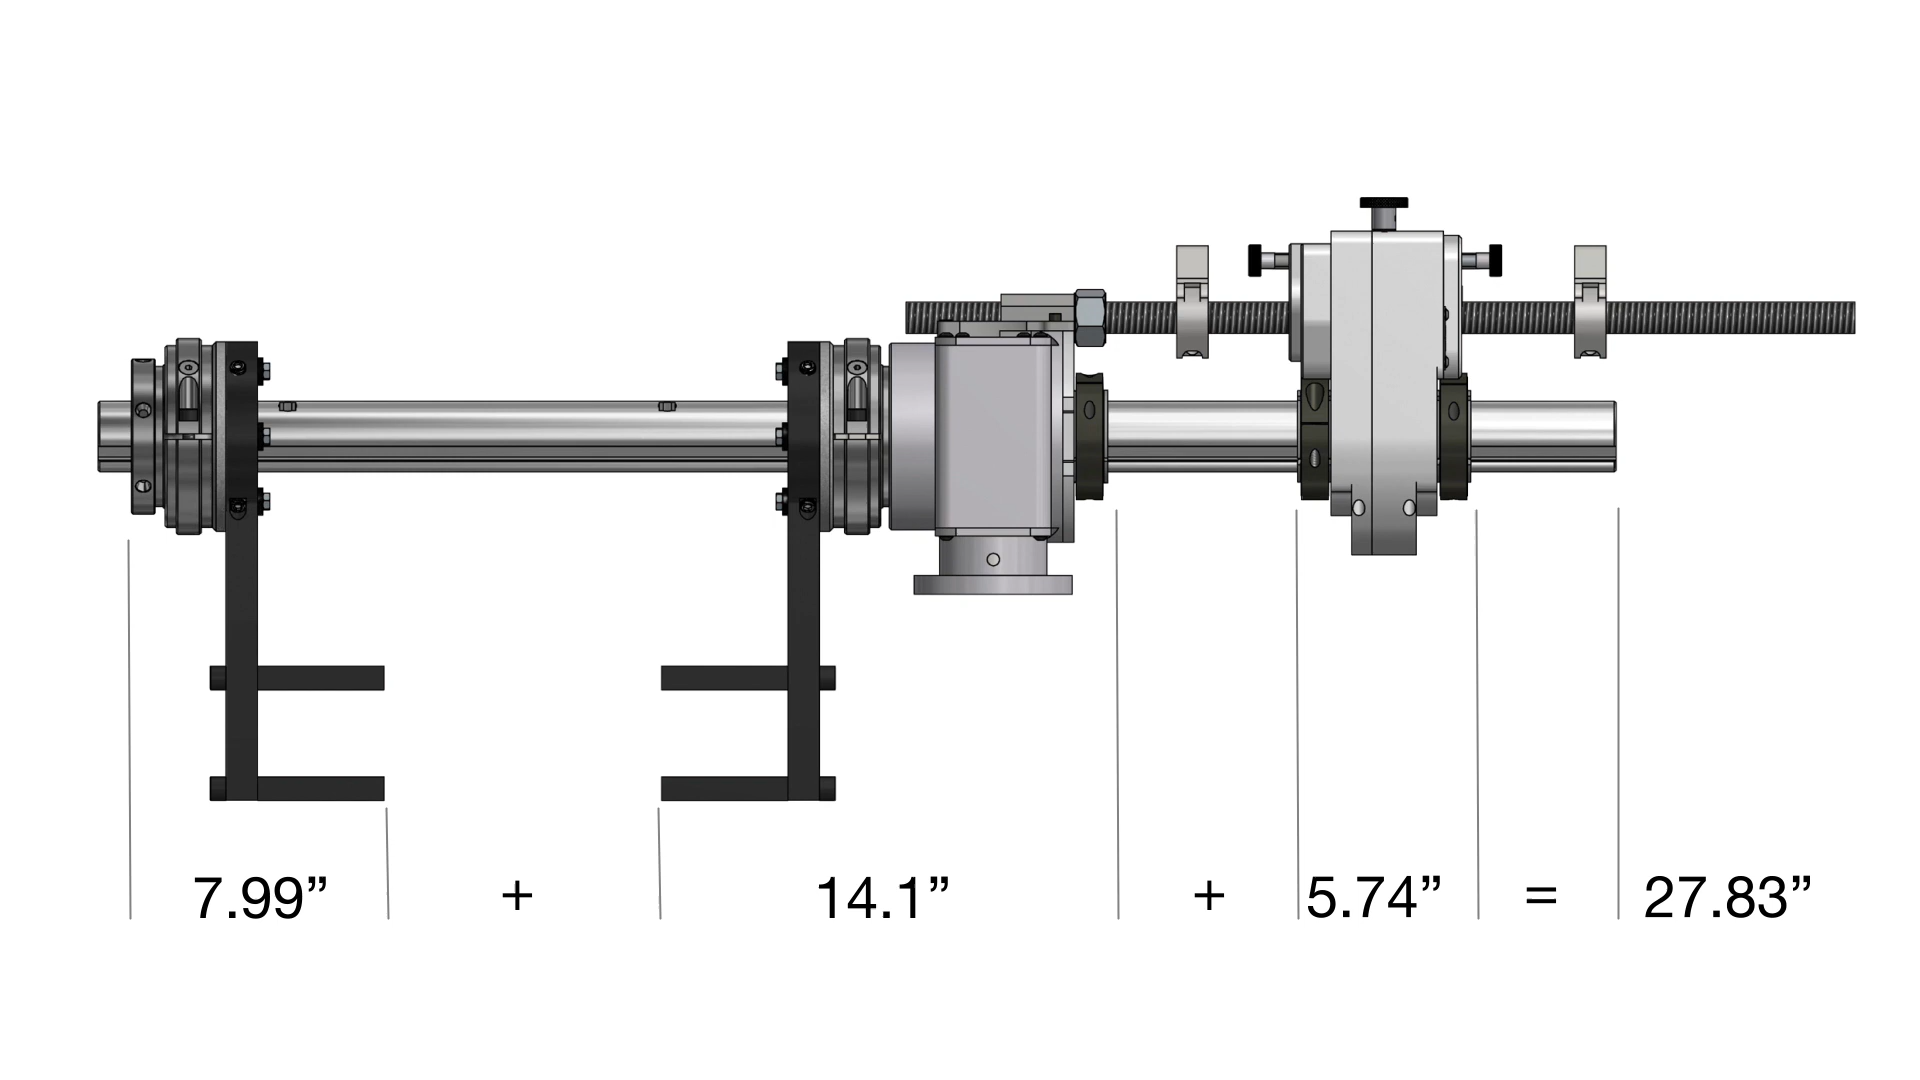 7.99” + 14.1” + 5.74” = 27.83”